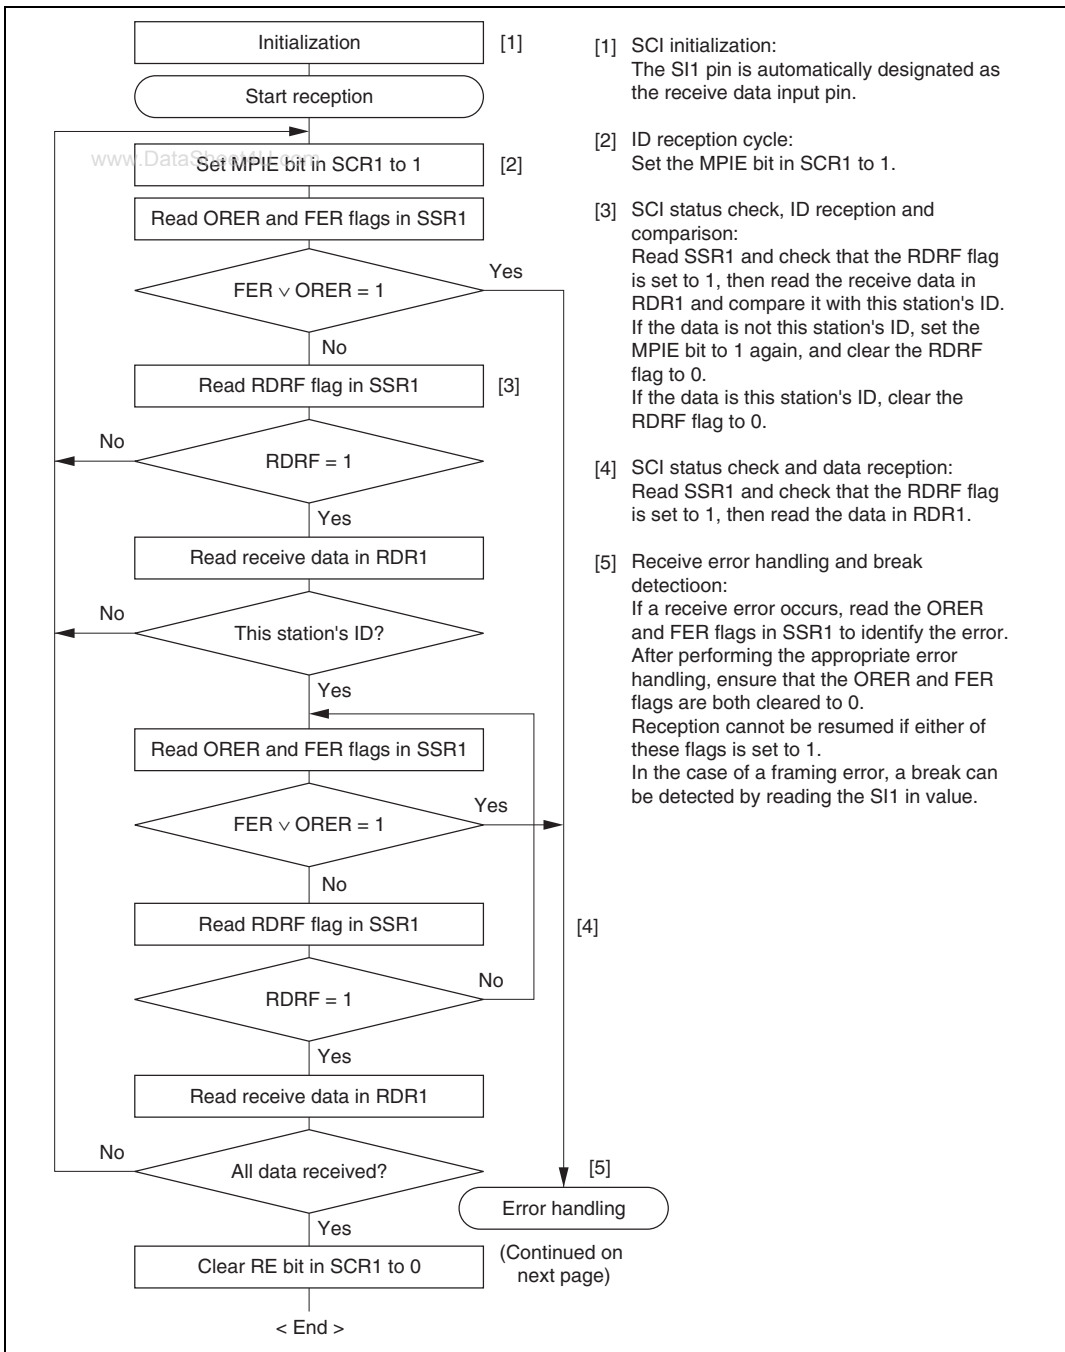 Initialization
[1]
Start reception
www.DataSheet4U.com
Set MPIE bit in SCR1 to 1
[2]
Read ORER and FER flags in SSR1
Yes
FER ∨ ORER = 1
No
Read RDRF flag in SSR1
[3]
No
RDRF = 1
Yes
Read receive data in RDR1
No
This station's ID?
Yes
Read ORER and FER flags in SSR1
Yes
FER ∨ ORER = 1
No
Read RDRF flag in SSR1
[4]
No
RDRF = 1
Yes
Read receive data in RDR1
No
All data received?
[5]
Error handling
Yes
(Continued on
next page)
Clear RE bit in SCR1 to 0
< End >
[1] SCI initialization:
The SI1 pin is automatically designated as
the receive data input pin.
[2] ID reception cycle:
Set the MPIE bit in SCR1 to 1.
[3] SCI status check, ID reception and
comparison:
Read SSR1 and check that the RDRF flag
is set to 1, then read the receive data in
RDR1 and compare it with this station's ID.
If the data is not this station's ID, set the
MPIE bit to 1 again, and clear the RDRF
flag to 0.
If the data is this station's ID, clear the
RDRF flag to 0.
[4] SCI status check and data reception:
Read SSR1 and check that the RDRF flag
is set to 1, then read the data in RDR1.
[5] Receive error handling and break
detectioon:
If a receive error occurs, read the ORER
and FER flags in SSR1 to identify the error.
After performing the appropriate error
handling, ensure that the ORER and FER
flags are both cleared to 0.
Reception cannot be resumed if either of
these flags is set to 1.
In the case of a framing error, a break can
be detected by reading the SI1 in value.